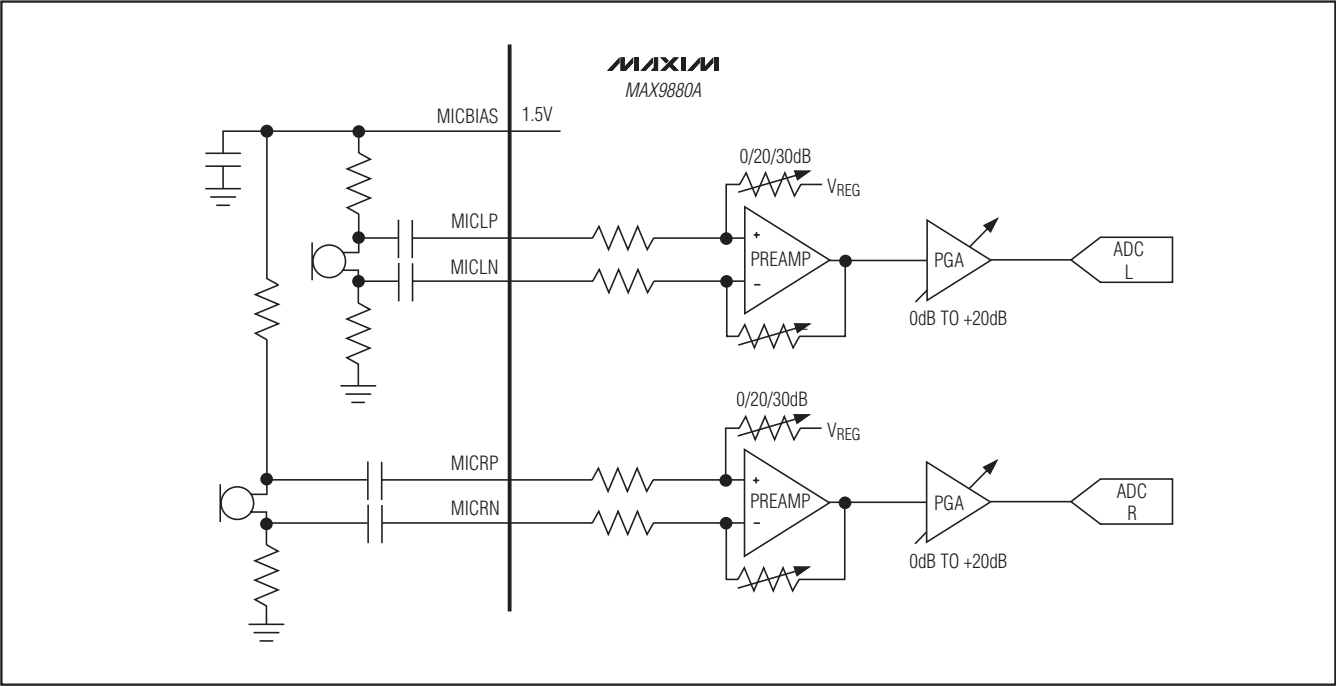 MAXIM
MAX9880A
MICBIAS 1.5V
0/20/30dB
VREG
MICLP
+
PREAMP
−
MICLN
PGA
ADC
L
0dB TO +20dB
0/20/30dB
VREG
MICRP
+
PREAMP
−
MICRN
PGA
ADC
R
0dB TO +20dB